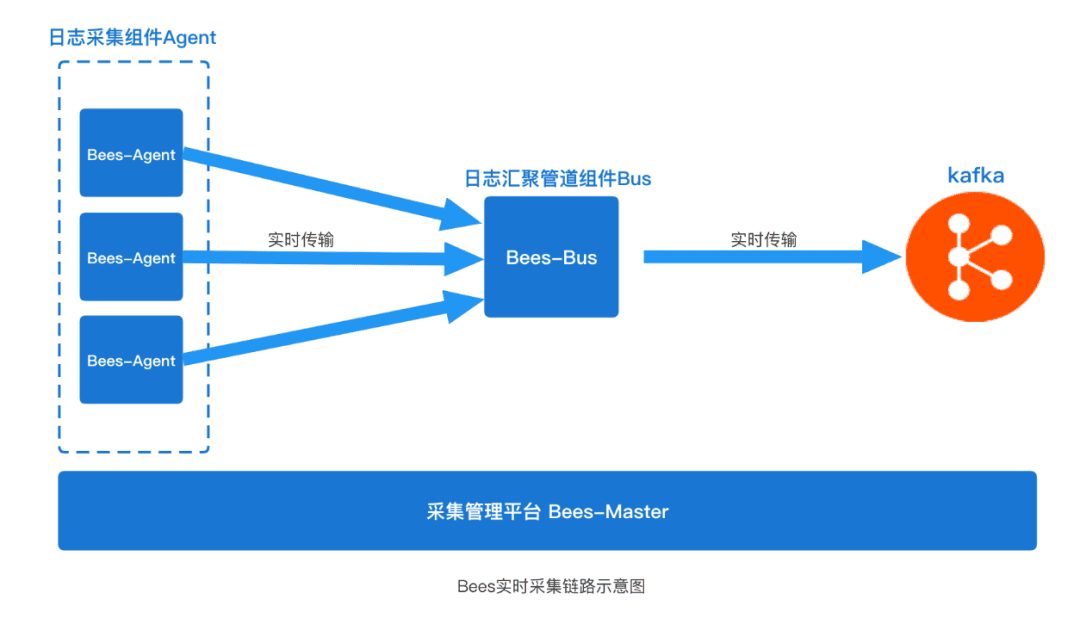 日志采集组件Agent
Bees-Agent
Bees-Agent
Bees-Agent
实时传输
日志汇聚管道组件Bus
Bees-Bus
实时传输
kafka
采集管理平台 Bees-Master
Bees实时采集链路示意图